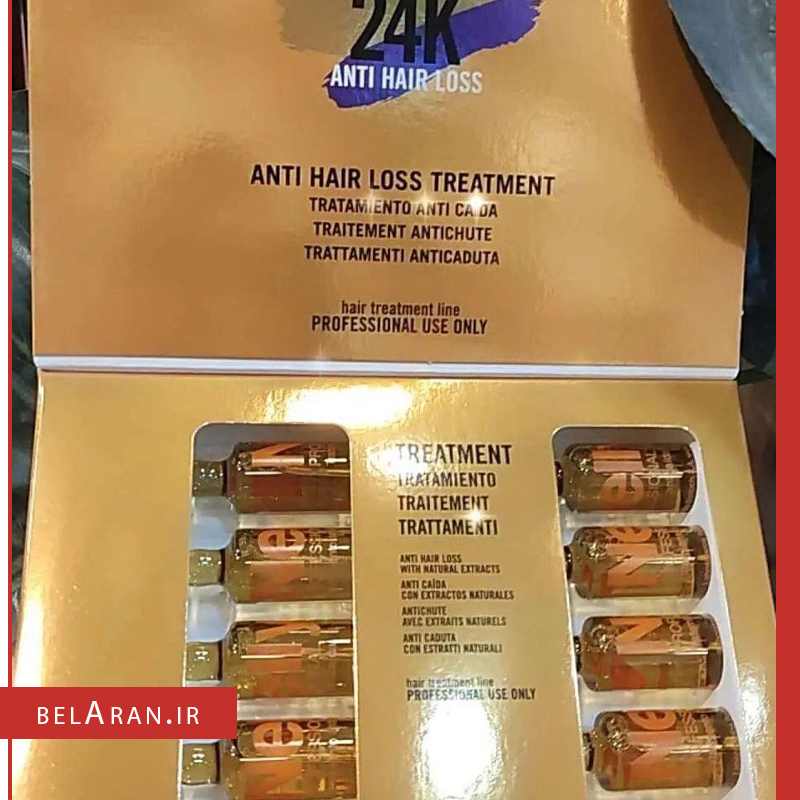 24K
ANTI HAIR LOSS
ANTI HAIR LOSS TREATMENT
TRATAMIENTO ANTI CAÍDA
TRAITEMENT ANTICHUTE
TRATTAMENTI ANTICADUTA
hair treatment line
PROFESSIONAL USE ONLY
TREATMENT
TRATAMIENTO
TRAITEMENT
TRATTAMENTI
ANTI HAIR LOSS
WITH NATURAL EXTRACTS
ANTI CAÏDA
CON EXTRACTOS NATURALES
ANTICHUTE
AVEC EXTRAITS NATURELS
ANTI CADUTA
CON ESTRATTI NATURALI
hair treatment line
PROFESSIONAL USE ONLY
BELARAN.IR